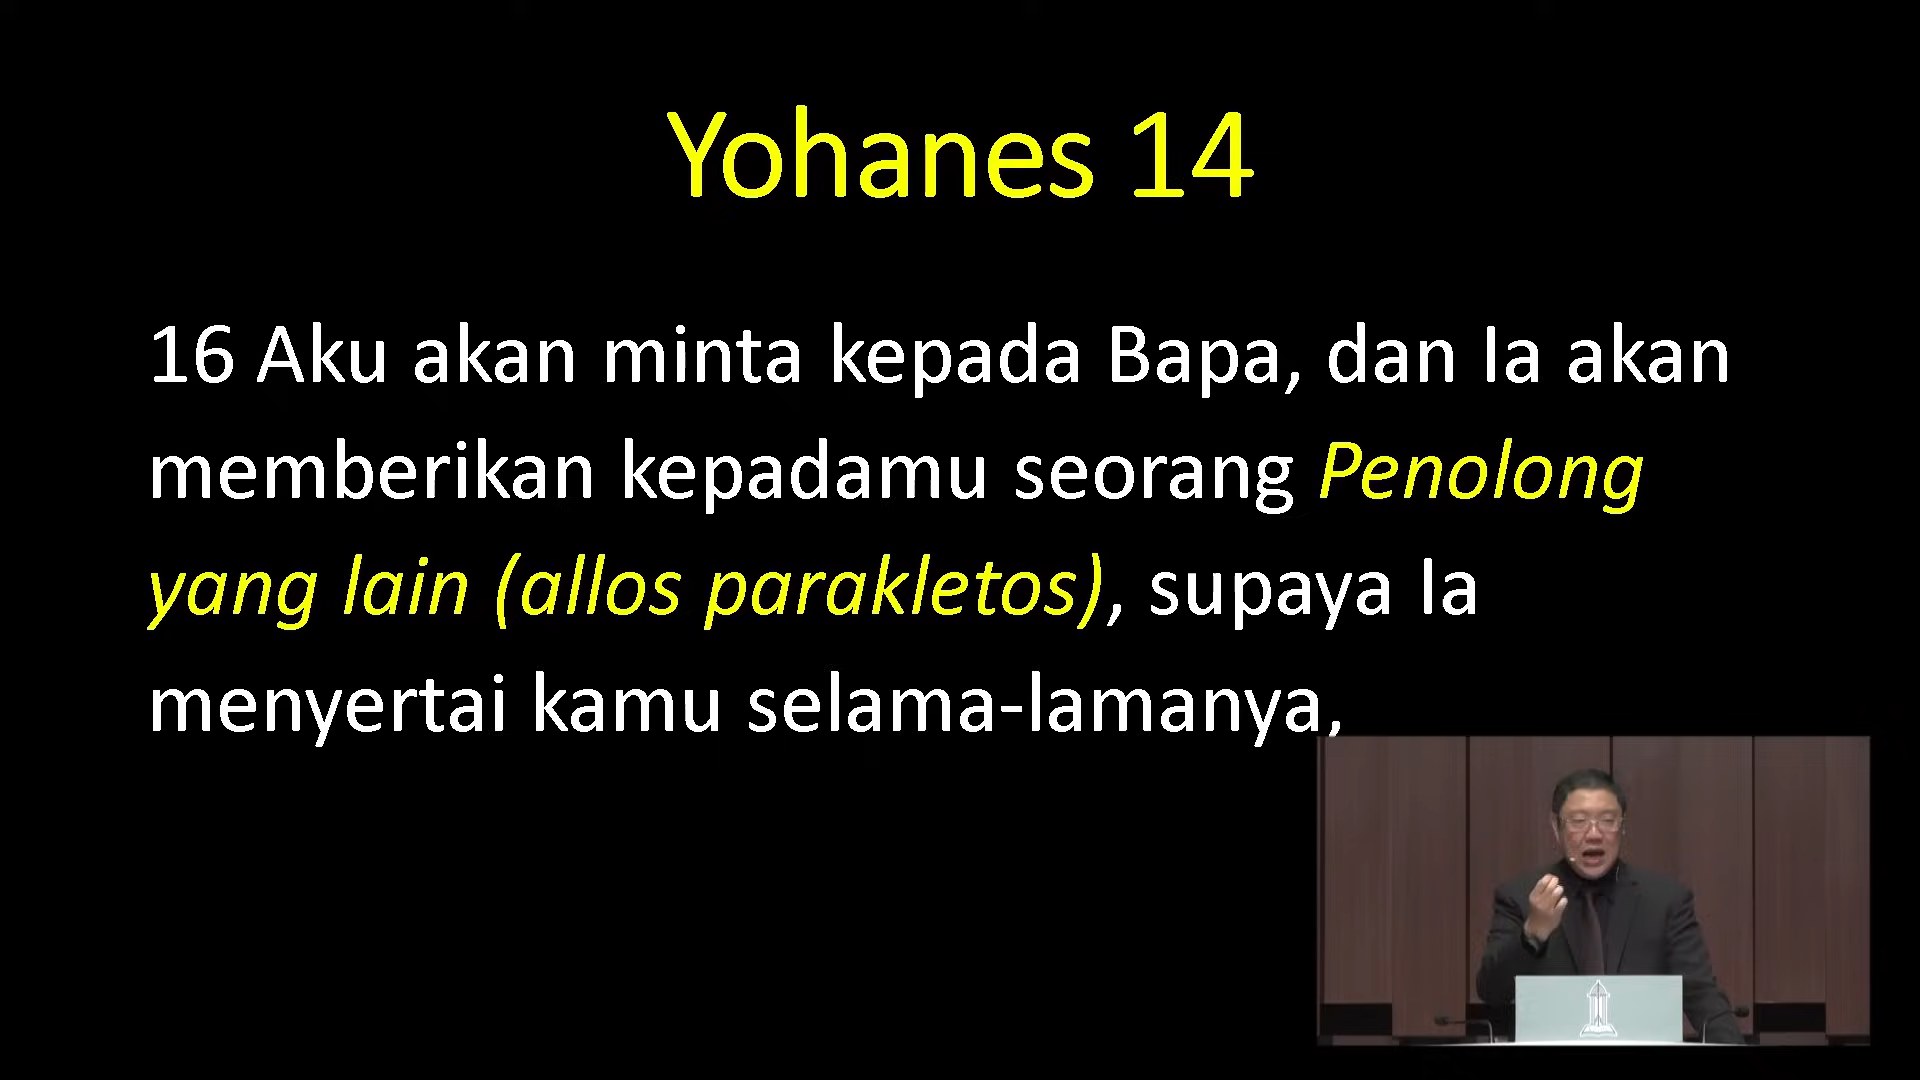 Yohanes 14
16 Aku akan minta kepada Bapa, dan Ia akan
memberikan kepadamu seorang Penolong
yang lain (allos parakletos), supaya Ia
menyertai kamu selama-lamanya,